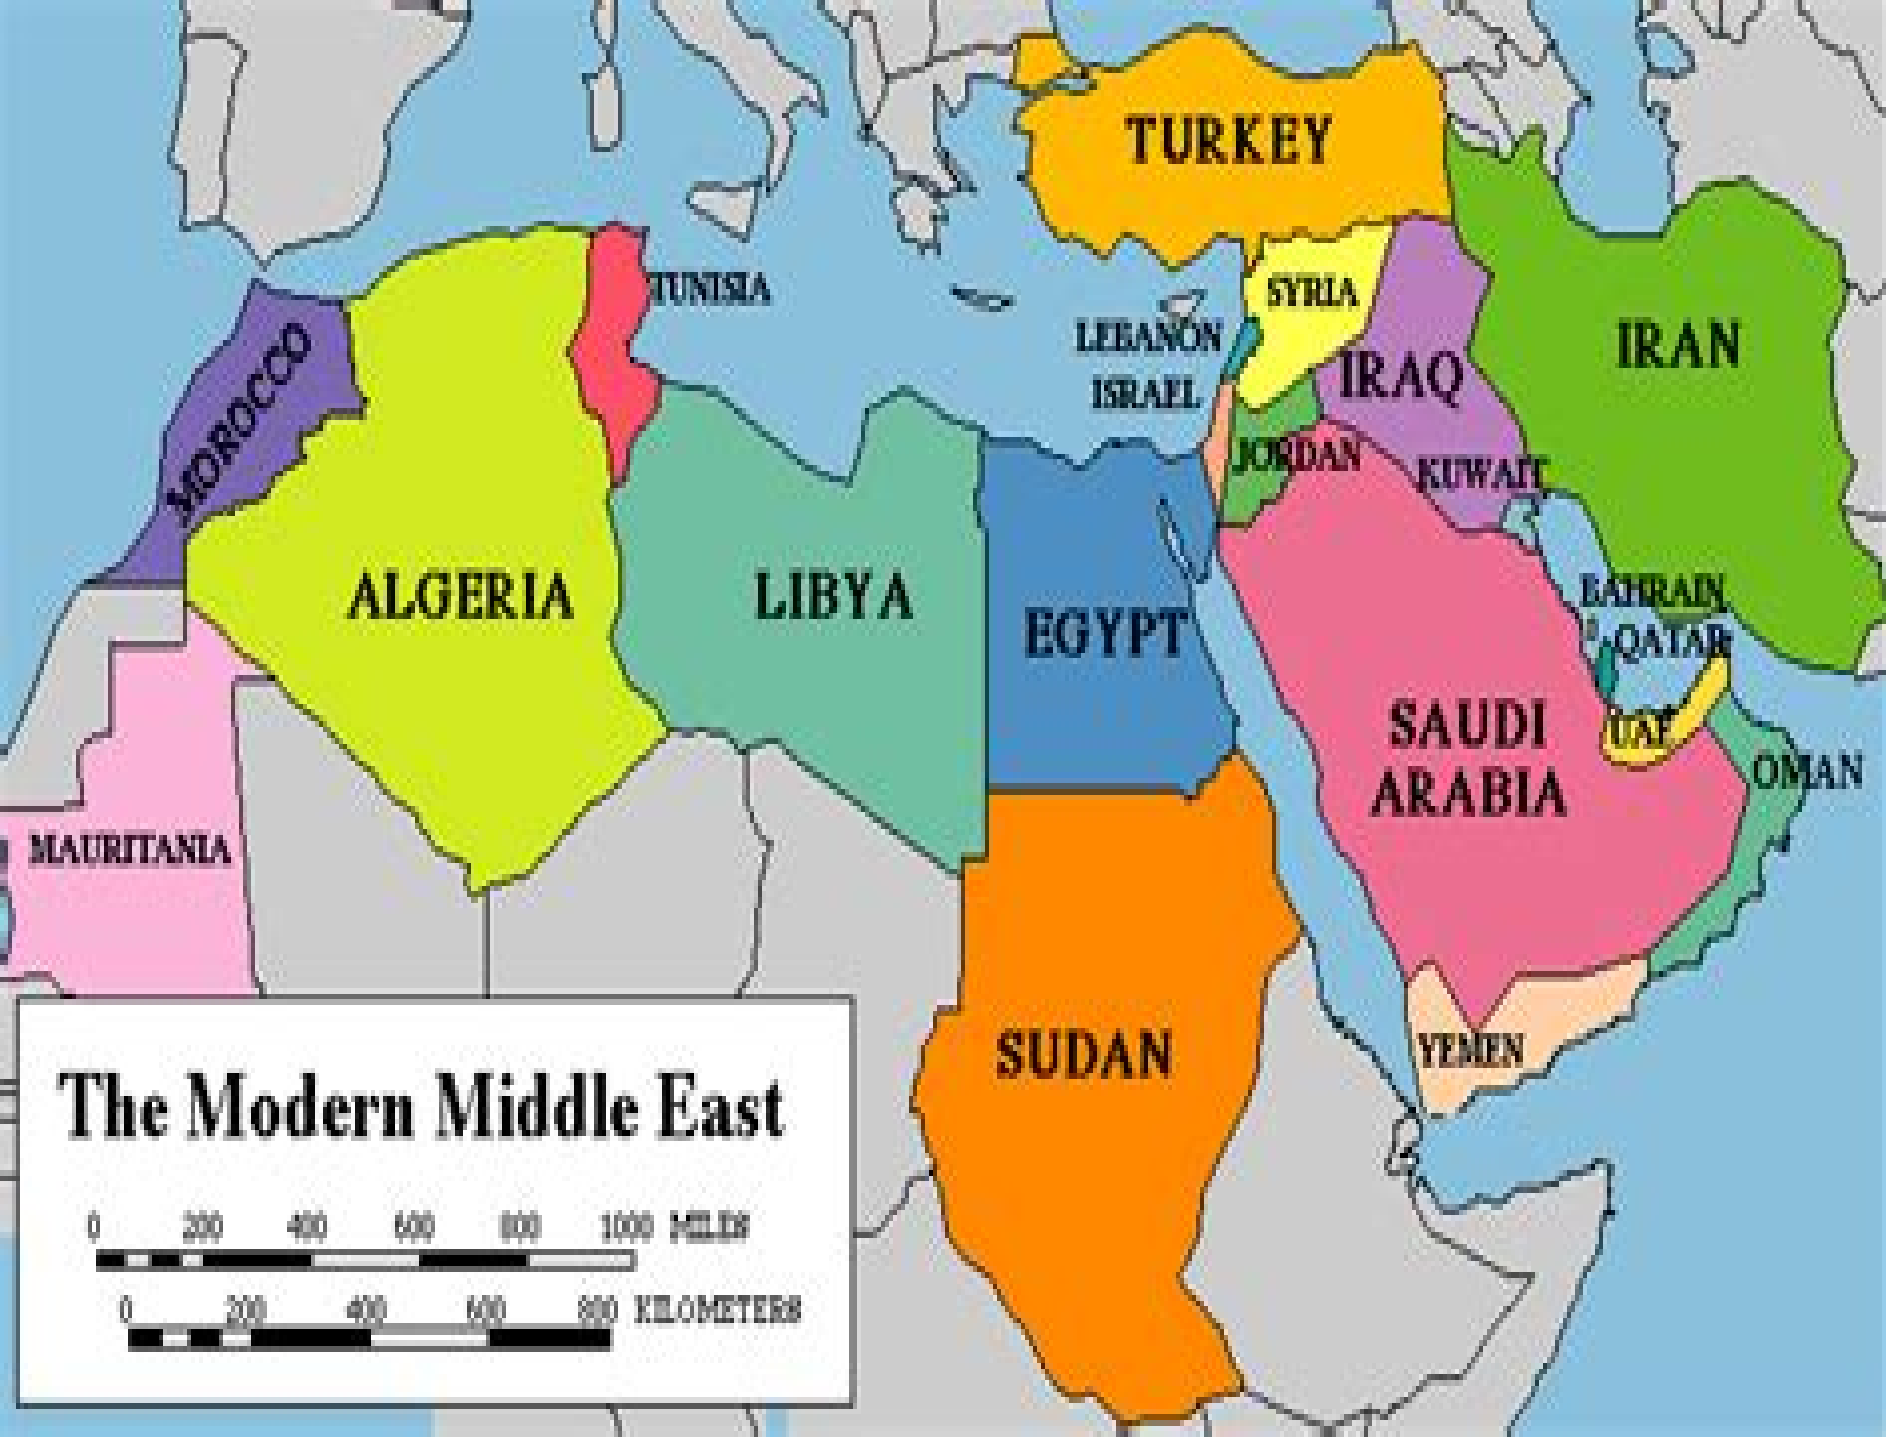 TURKEY
TUNISIA
SYRIA
LEBANON
IRAN
IRAQ
ISRAEL
MOROCCO
JORDAN
KUWAIT
ALGERIA
LIBYA
EGYPT
BAHRAIN
QATAR
SAUDI
ARABIA
UAE
OMAN
MAURITANIA
SUDAN
YEMEN
The Modern Middle East
0 200 400 600 800 1000 MILES
0 200 400 600 800 KILOMETERS